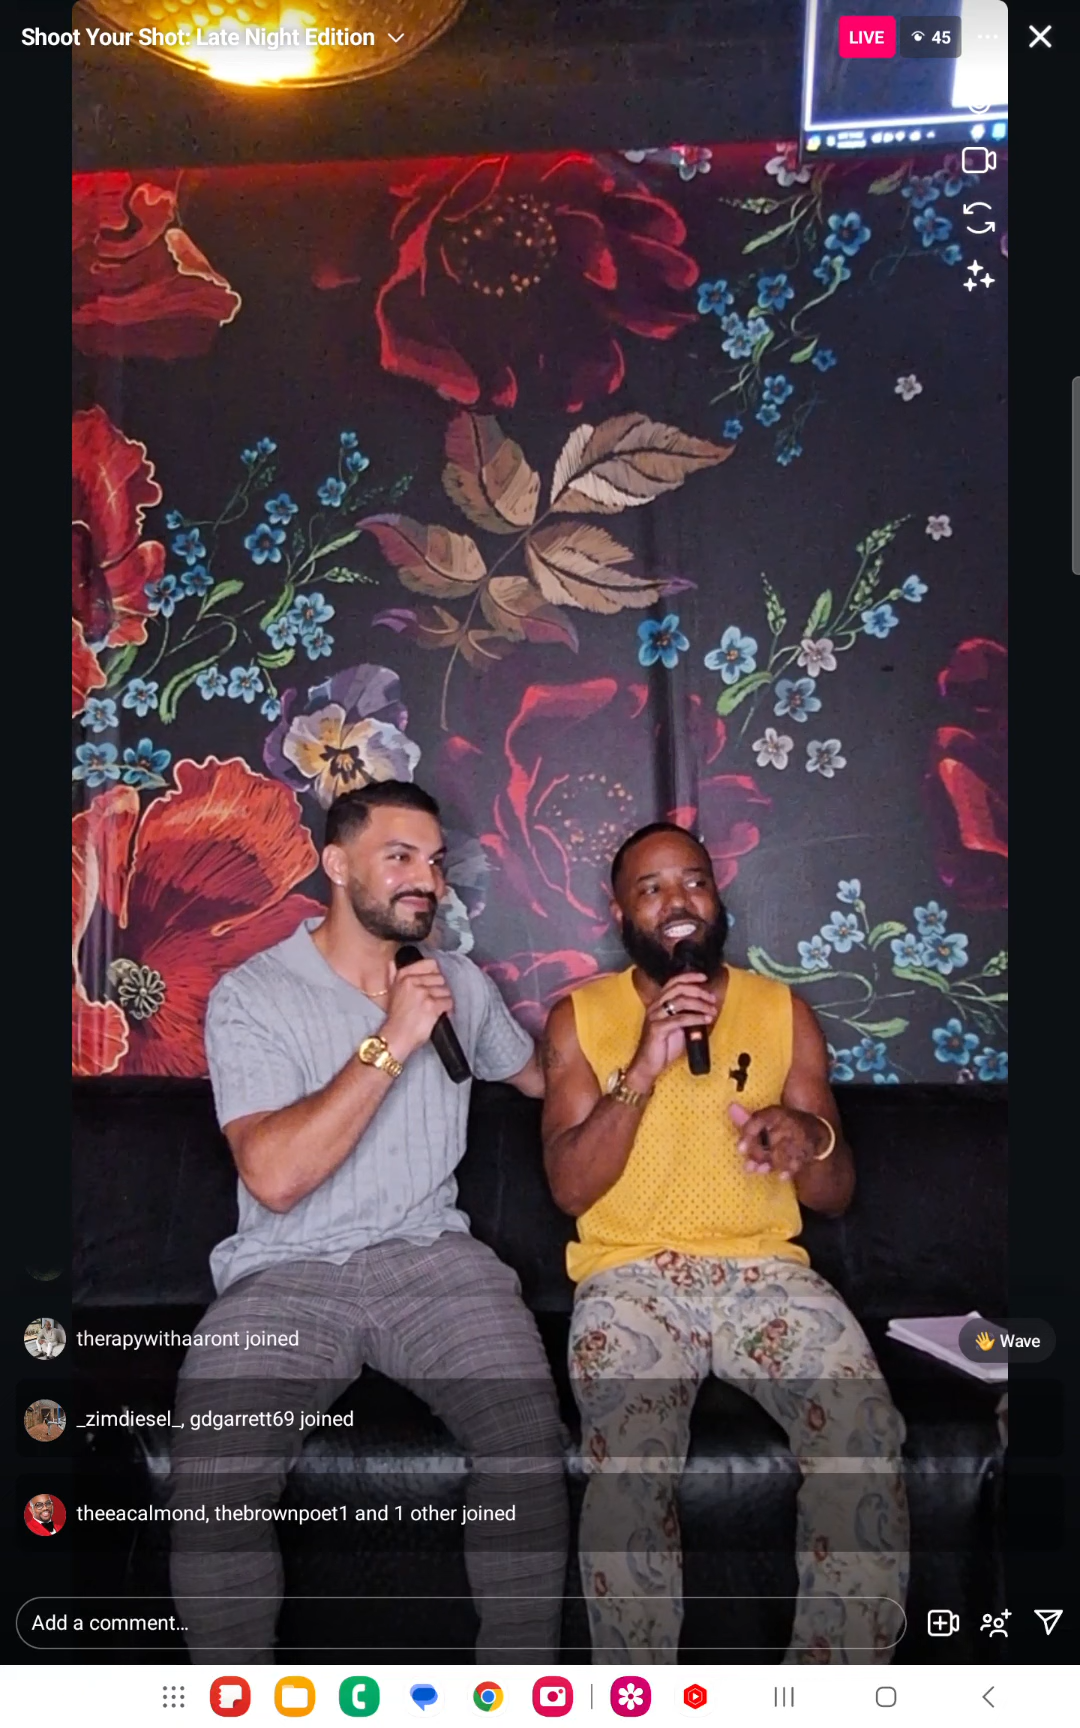 Shoot Your Shot: Late Night Edition
LIVE
45
therapywithaaront joined
Wave
_zimdiesel_, gdgarrett69 joined
theeacalmond, thebrownpoet1 and 1 other joined
Add a comment...